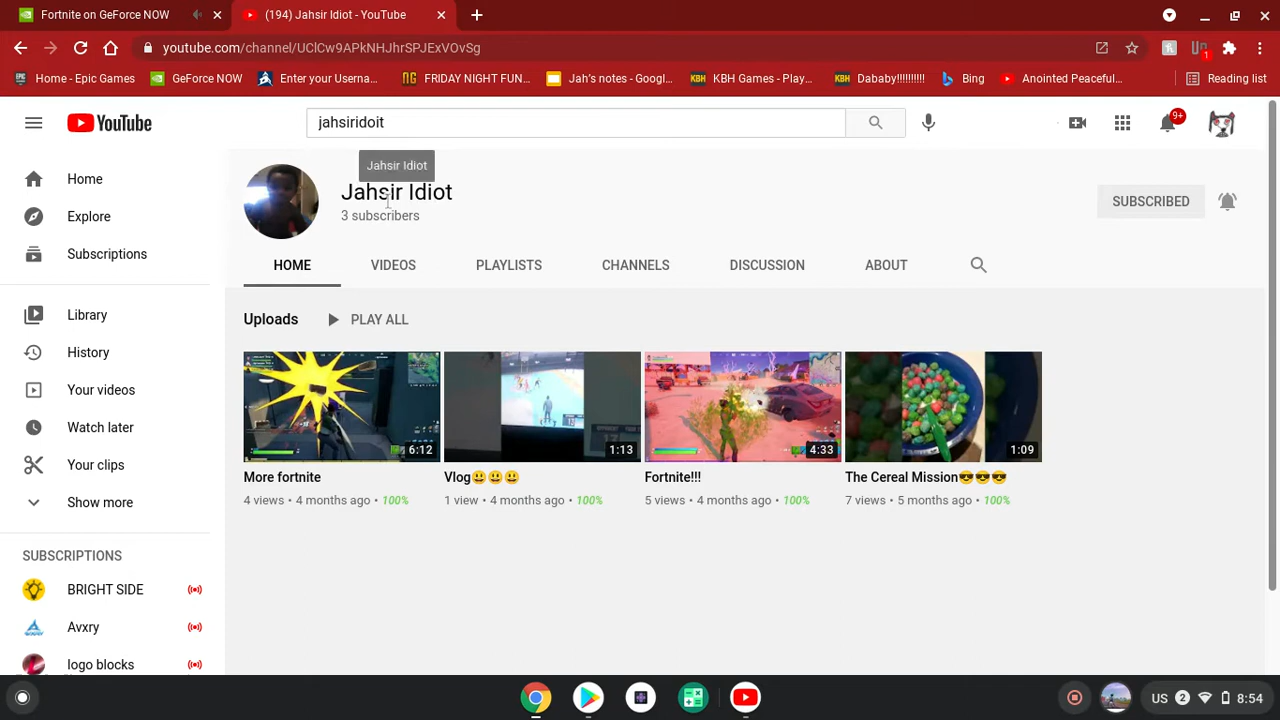 Fortnite on GeForce NOW
(194) Jahsir Idiot - YouTube
youtube.com/channel/UClCw9APkNHJhrSPJExVOvSg
Home - Epic Games
GeForce NOW
Enter your Userna...
FRIDAY NIGHT FUN...
Jah's notes - Googl...
KBH Games - Play...
Dababy!!!!!!!!!!
Bing
Anointed Peaceful...
Reading list
YouTube
jahsiridoit
9+
Jahsir Idiot
Jahsir Idiot
3 subscribers
SUBSCRIBED
HOME
VIDEOS
PLAYLISTS
CHANNELS
DISCUSSION
ABOUT
Home
Explore
Subscriptions
Library
History
Your videos
Watch later
Your clips
Show more
SUBSCRIPTIONS
BRIGHT SIDE
Avxry
logo blocks
Uploads
PLAY ALL
6:12
1:13
4:33
1:09
More fortnite
4 views • 4 months ago • 100%
Vlog😃😃😃
1 view • 4 months ago • 100%
Fortnite!!!
5 views • 4 months ago • 100%
The Cereal Mission😎😎😎
7 views • 5 months ago • 100%
US 2 8:54